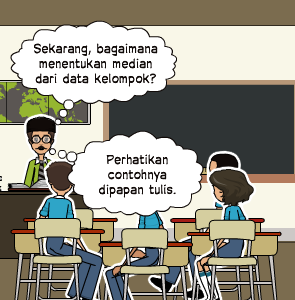 Sekarang, bagaimana
menentukan median
dari data kelompok?
Perhatikan
contohnya
dipapan tulis.